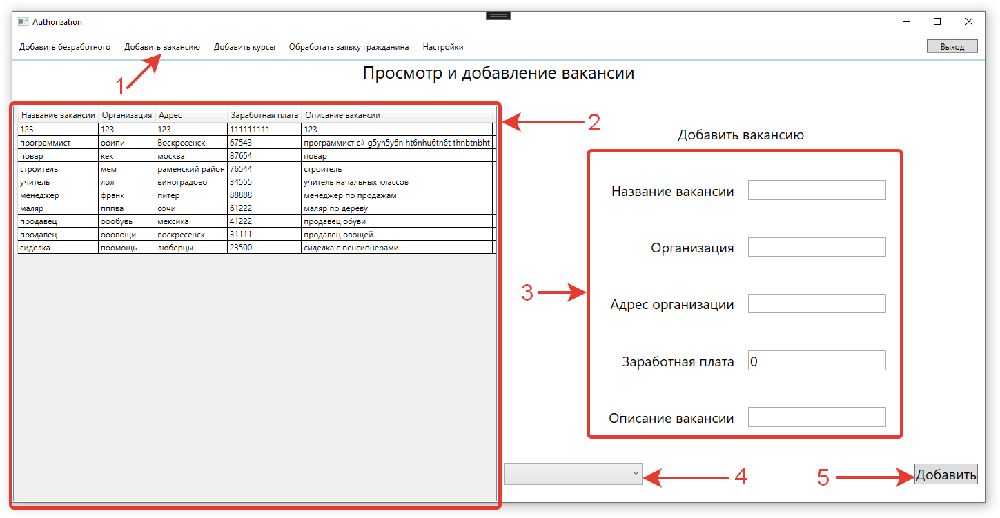 Authorization
Добавить безработного Добавить вакансию Добавить курсы Обработать заявку гражданина Настройки Выход
1
Просмотр и добавление вакансии
Название вакансии Организация Адрес Заработная плата Описание вакансии
123 123 123 111111111 123
программист ооипи Воскресенск 67543 программист c# g5yh5y6n ht6nhu6tn6t thnbtnbht
повар кек москва 87654 повар
строитель мем раменский район 76544 строитель
учитель лол виноградово 34555 учитель начальных классов
менеджер франк питер 88888 менеджер по продажам
маляр пппва сочи 61222 маляр по дереву
продавец оообувь мексика 41222 продавец обуви
продавец ооовощи воскресенск 31111 продавец овощей
сиделка поомощь люберцы 23500 сиделка с пенсионерами
2
Добавить вакансию
Название вакансии
Организация
3
Адрес организации
Заработная плата 0
Описание вакансии
4
5
Добавить